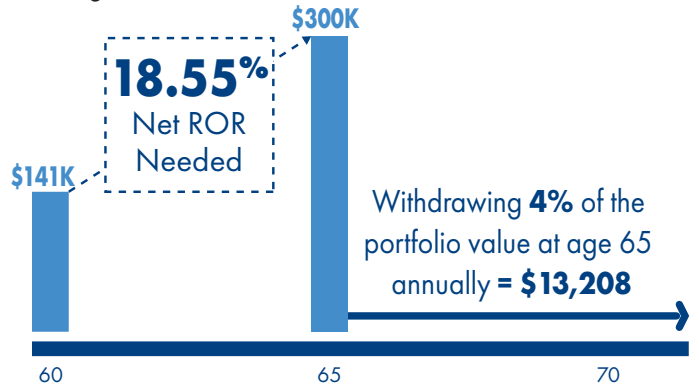 $300K
18.55%
Net ROR
Needed
$141K
Withdrawing 4% of the
portfolio value at age 65
annually = $13,208
60 65 70